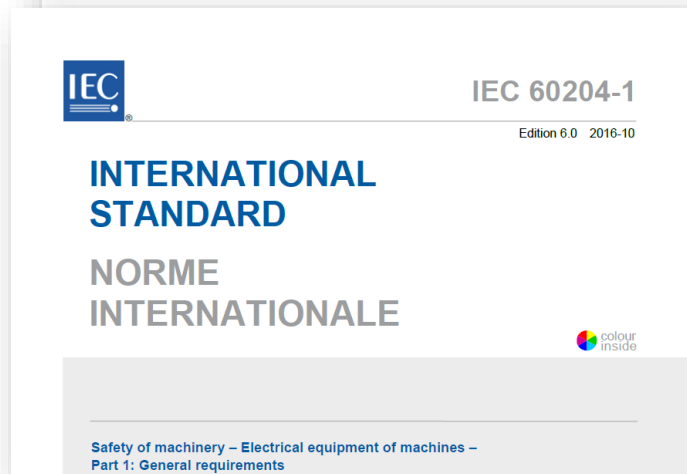 IEC
®
IEC 60204-1
Edition 6.0 2016-10
INTERNATIONAL
STANDARD
NORME
INTERNATIONALE
colour
inside
Safety of machinery – Electrical equipment of machines –
Part 1: General requirements